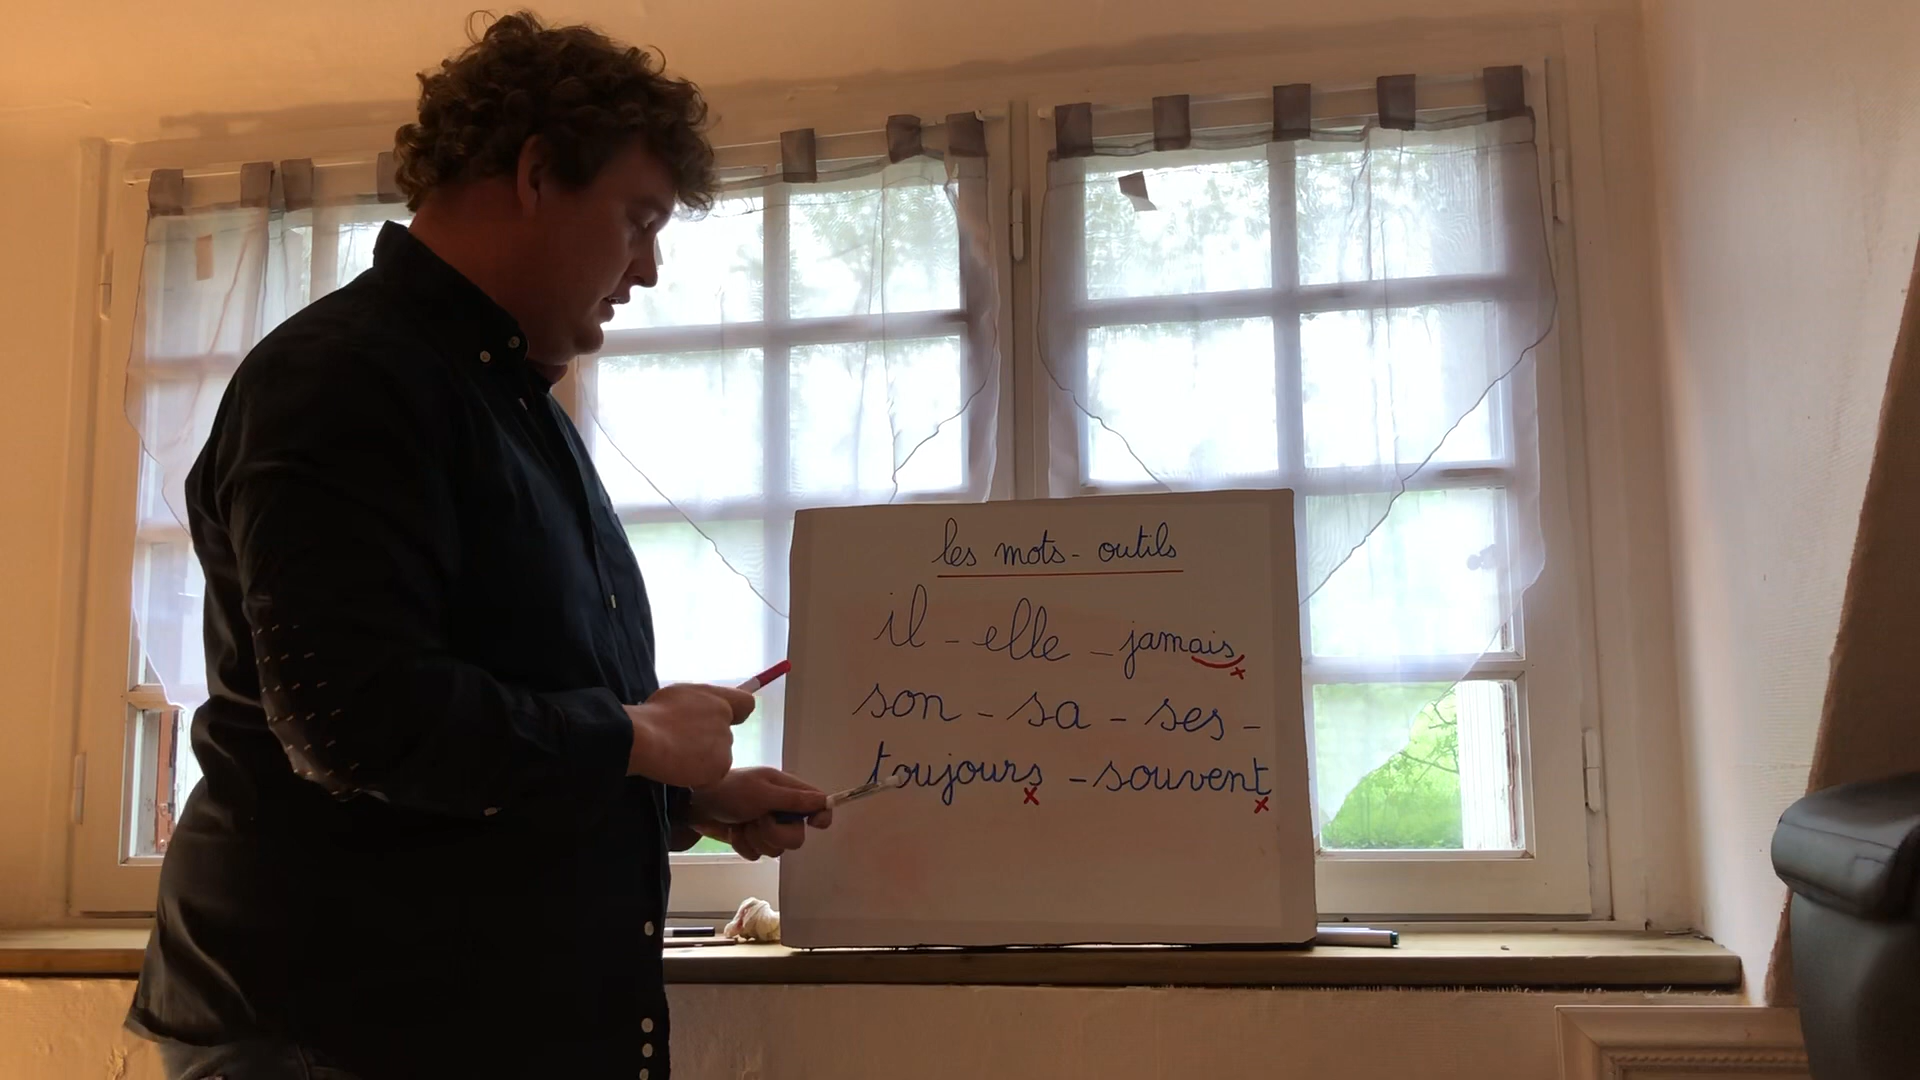 les mots-outils
il - elle - jamais
son - sa - ses -
toujours - souvent